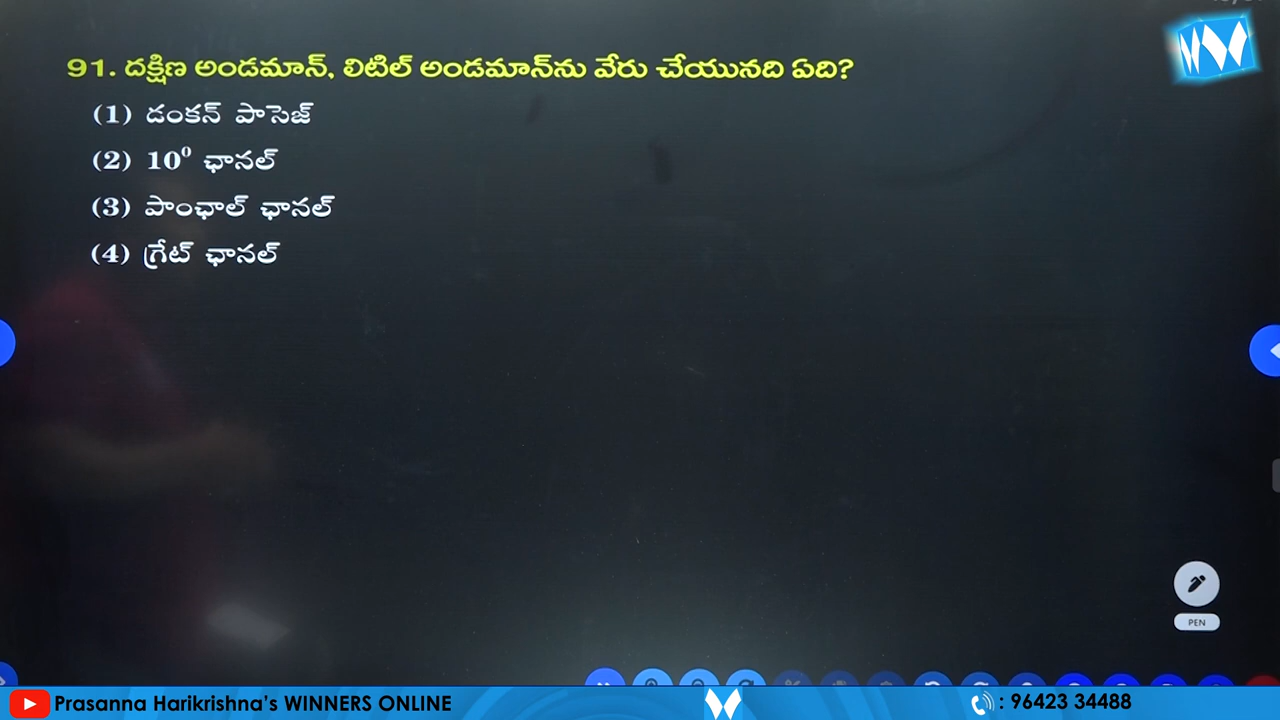 91. దక్షిణ అండమాన్, లిటిల్ అండమాన్‌ను వేరు చేయునది ఏది?
(1) డంకన్ పాసెజ్
(2) 10⁰ ఛానల్
(3) పాంఛాల్ ఛానల్
(4) గ్రేట్ ఛానల్
PEN
Prasanna Harikrishna's WINNERS ONLINE
: 96423 34488